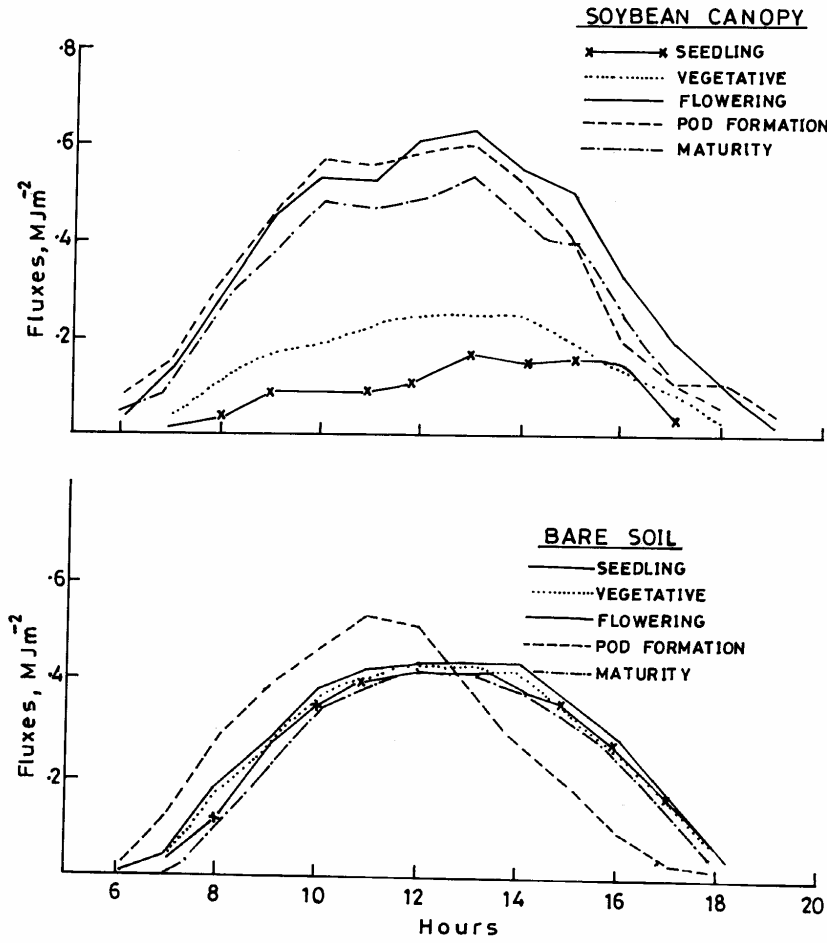 SOYBEAN CANOPY
SEEDLING
VEGETATIVE
FLOWERING
POD FORMATION
MATURITY
.8
.6
.4
.2
Fluxes, MJm-2
BARE SOIL
SEEDLING
VEGETATIVE
FLOWERING
POD FORMATION
MATURITY
.6
.4
.2
Fluxes, MJm-2
6 8 10 12 14 16 18 20
Hours